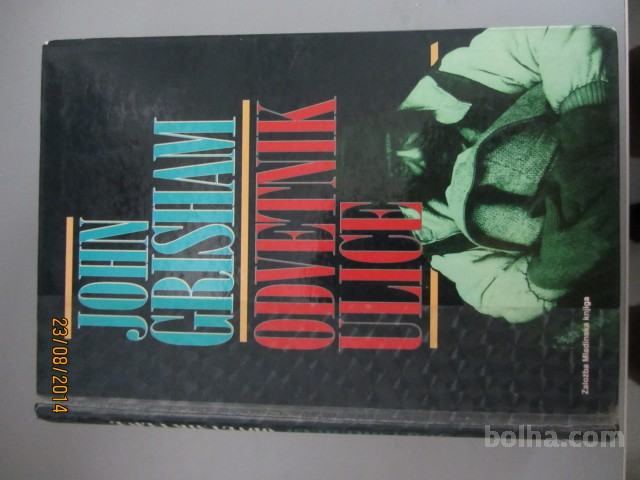 JOHN
GRISHAM
ODVETNIK
ULICE
Založba Mladinska knjiga
23/08/2014
bolha.com